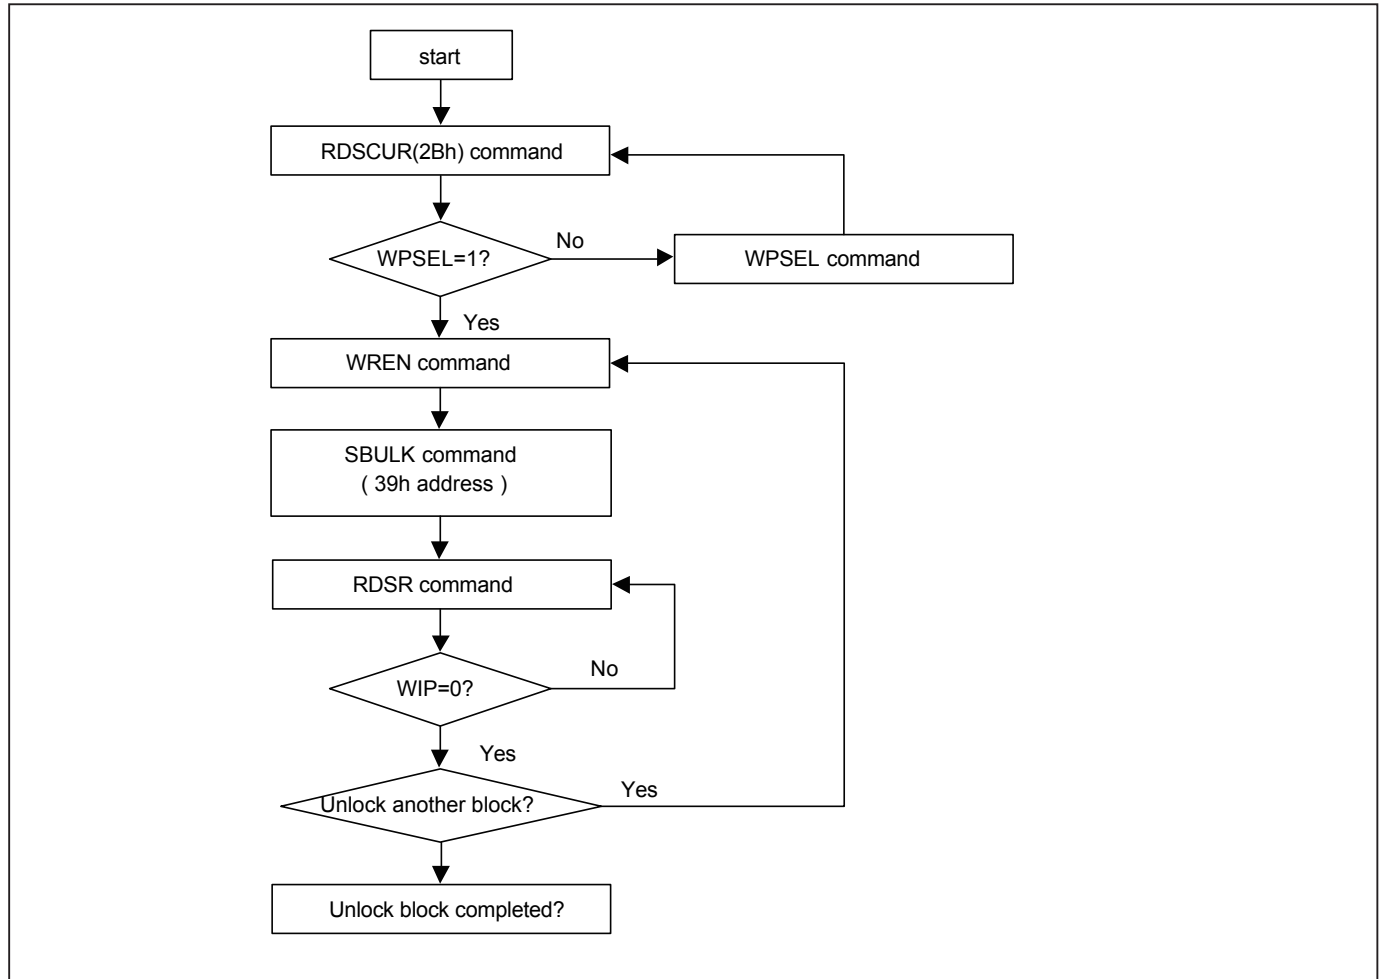 start
RDSCUR(2Bh) command
WPSEL=1?
No
WPSEL command
Yes
WREN command
SBULK command
( 39h address )
RDSR command
WIP=0?
No
Yes
Unlock another block?
Yes
Unlock block completed?